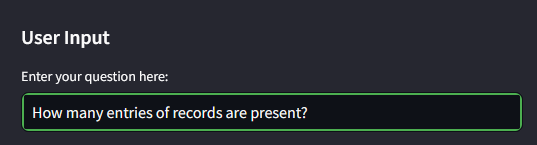 User Input
Enter your question here:
How many entries of records are present?